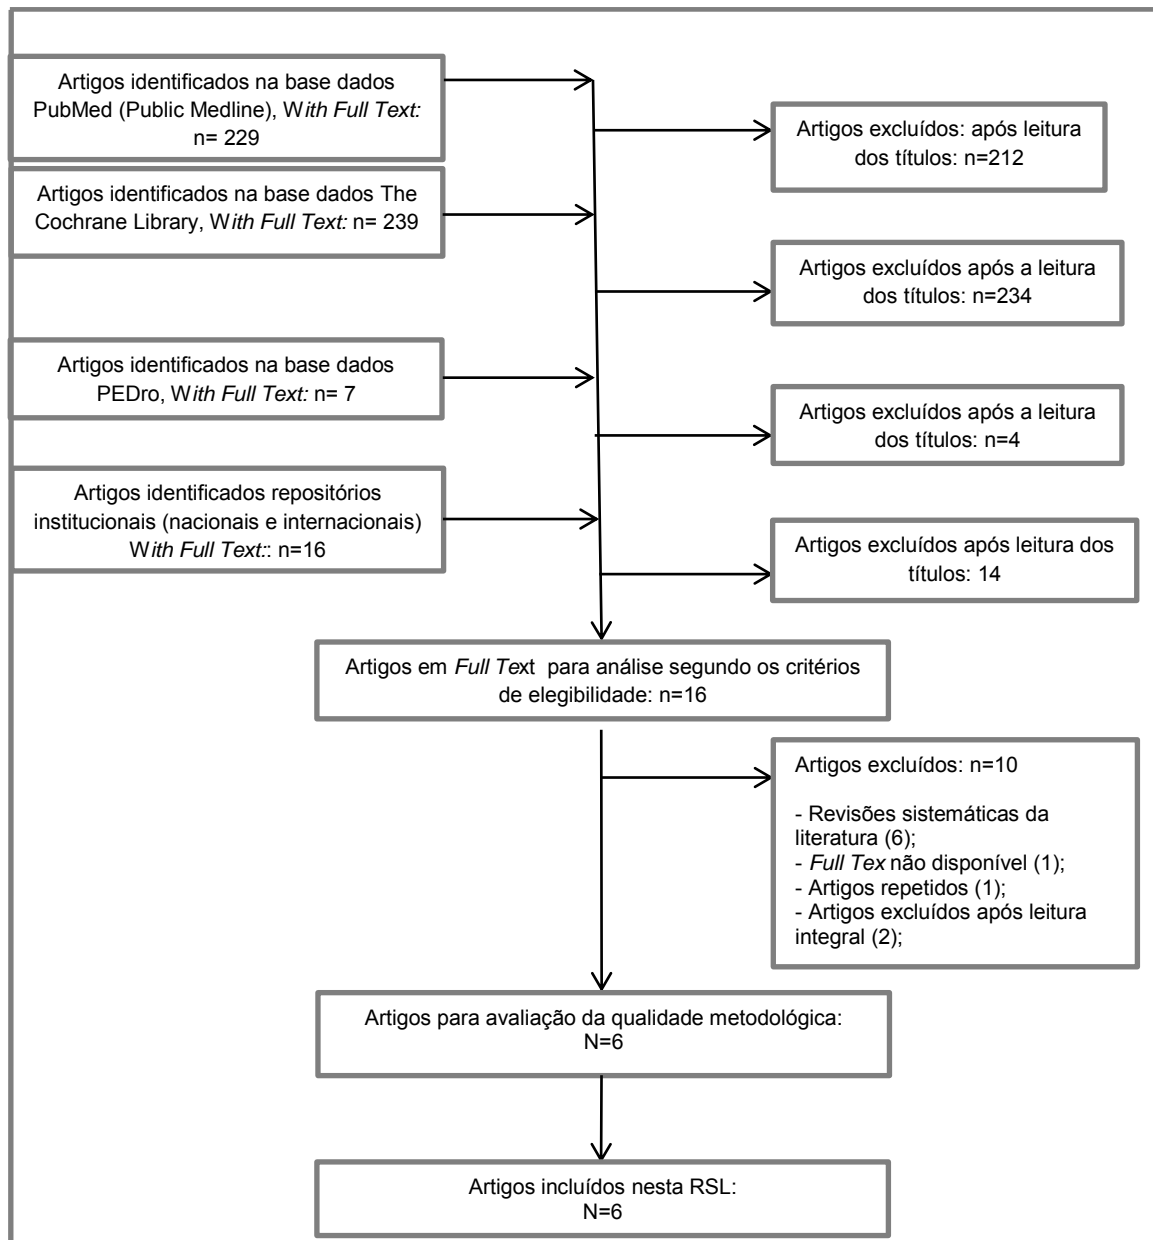 Artigos identificados na base dados
PubMed (Public Medline), With Full Text:
n= 229
Artigos excluídos: após leitura
dos títulos: n=212
Artigos identificados na base dados The
Cochrane Library, With Full Text: n= 239
Artigos excluídos após a leitura
dos títulos: n=234
Artigos identificados na base dados
PEDro, With Full Text: n= 7
Artigos excluídos após a leitura
dos títulos: n=4
Artigos identificados repositórios
institucionais (nacionais e internacionais)
With Full Text:: n=16
Artigos excluídos após leitura dos
títulos: 14
Artigos em Full Text para análise segundo os critérios
de elegibilidade: n=16
Artigos excluídos: n=10
- Revisões sistemáticas da
literatura (6);
- Full Tex não disponível (1);
- Artigos repetidos (1);
- Artigos excluídos após leitura
integral (2);
Artigos para avaliação da qualidade metodológica:
N=6
Artigos incluídos nesta RSL:
N=6